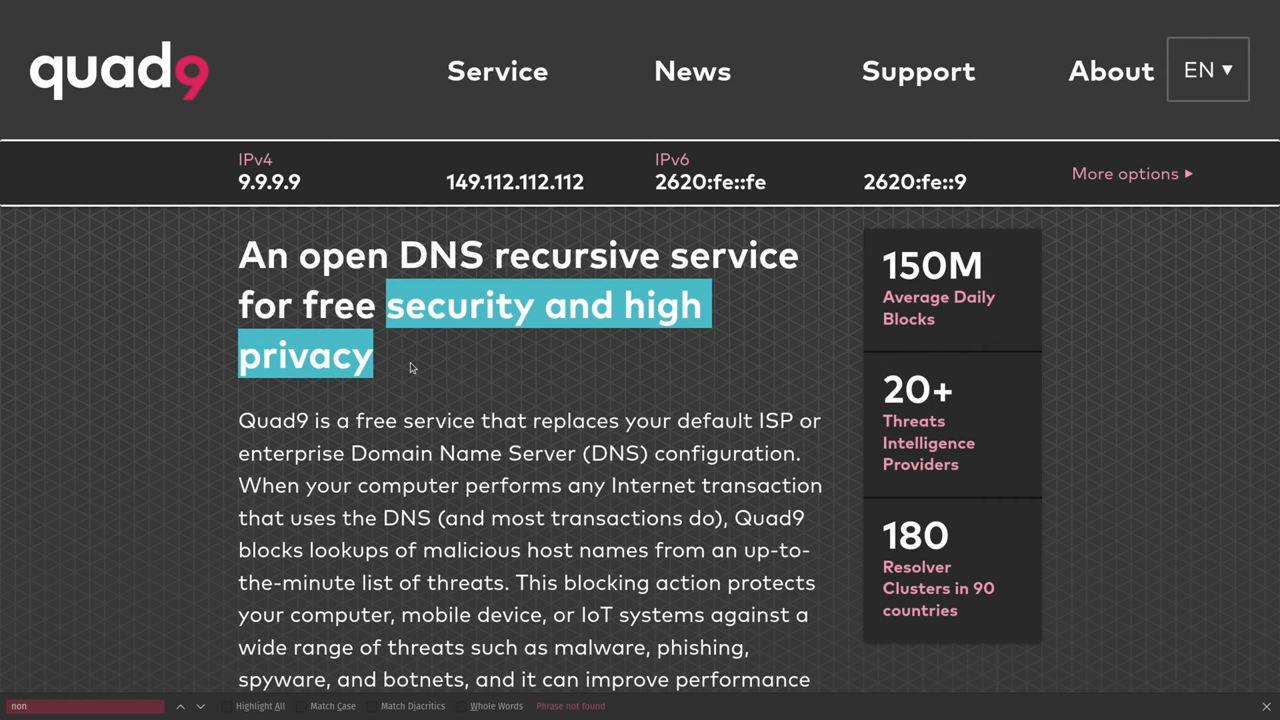 quad9
Service
News
Support
About
EN ▾
IPv4
9.9.9.9
149.112.112.112
IPv6
2620:fe::fe
2620:fe::9
More options ▸
An open DNS recursive service
for free security and high
privacy
Quad9 is a free service that replaces your default ISP or
enterprise Domain Name Server (DNS) configuration.
When your computer performs any Internet transaction
that uses the DNS (and most transactions do), Quad9
blocks lookups of malicious host names from an up-to-
the-minute list of threats. This blocking action protects
your computer, mobile device, or IoT systems against a
wide range of threats such as malware, phishing,
spyware, and botnets, and it can improve performance
150M
Average Daily
Blocks
20+
Threats
Intelligence
Providers
180
Resolver
Clusters in 90
countries
non
Highlight All
Match Case
Match Diacritics
Whole Words
Phrase not found